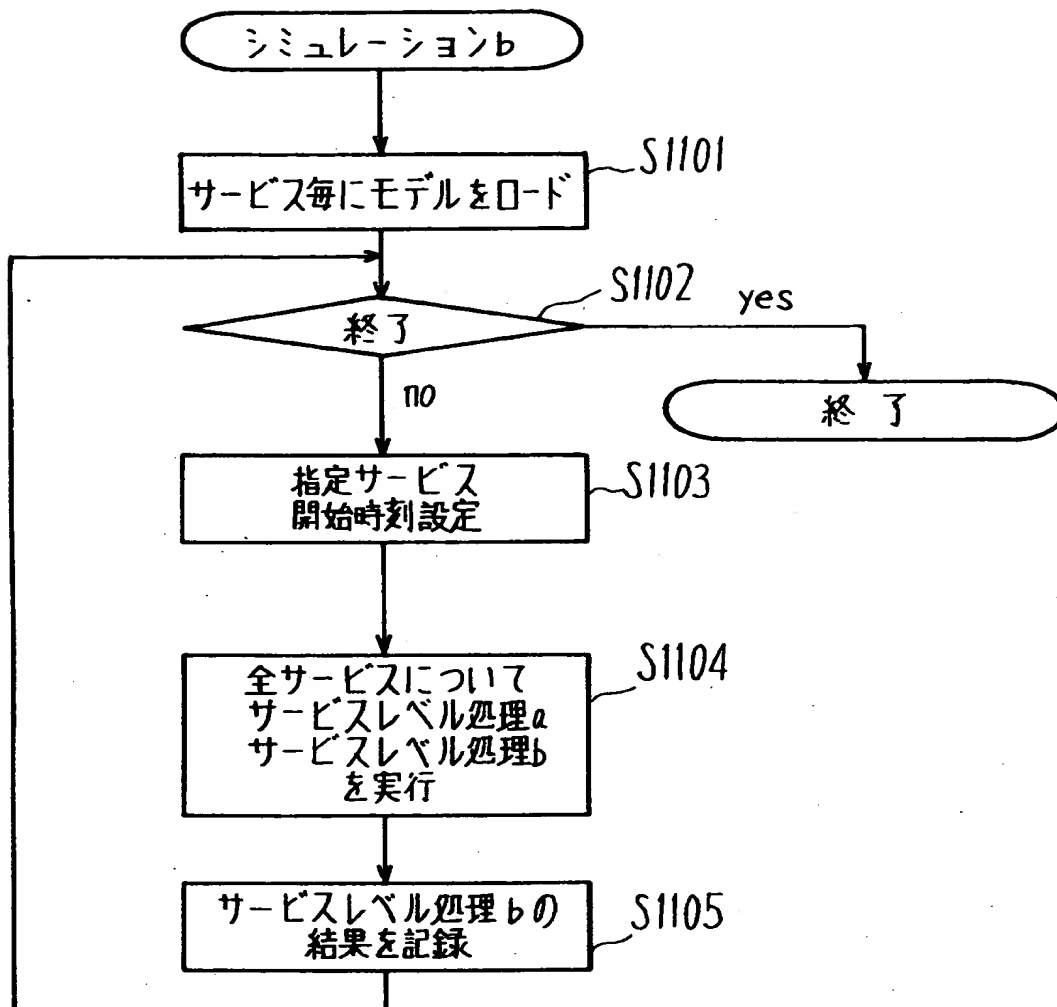 シミュレーションb
S1101
サービス毎にモデルをロード
S1102
yes
終了
no
終了
指定サービス
開始時刻設定
S1103
S1104
全サービスについて
サービスレベル処理a
サービスレベル処理b
を実行
サービスレベル処理bの
結果を記録
S1105